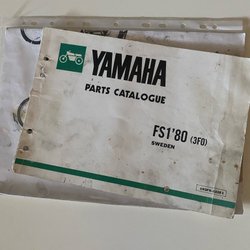 YAMAHA
PARTS CATALOGUE
FS1'80 (3F0)
SWEDEN